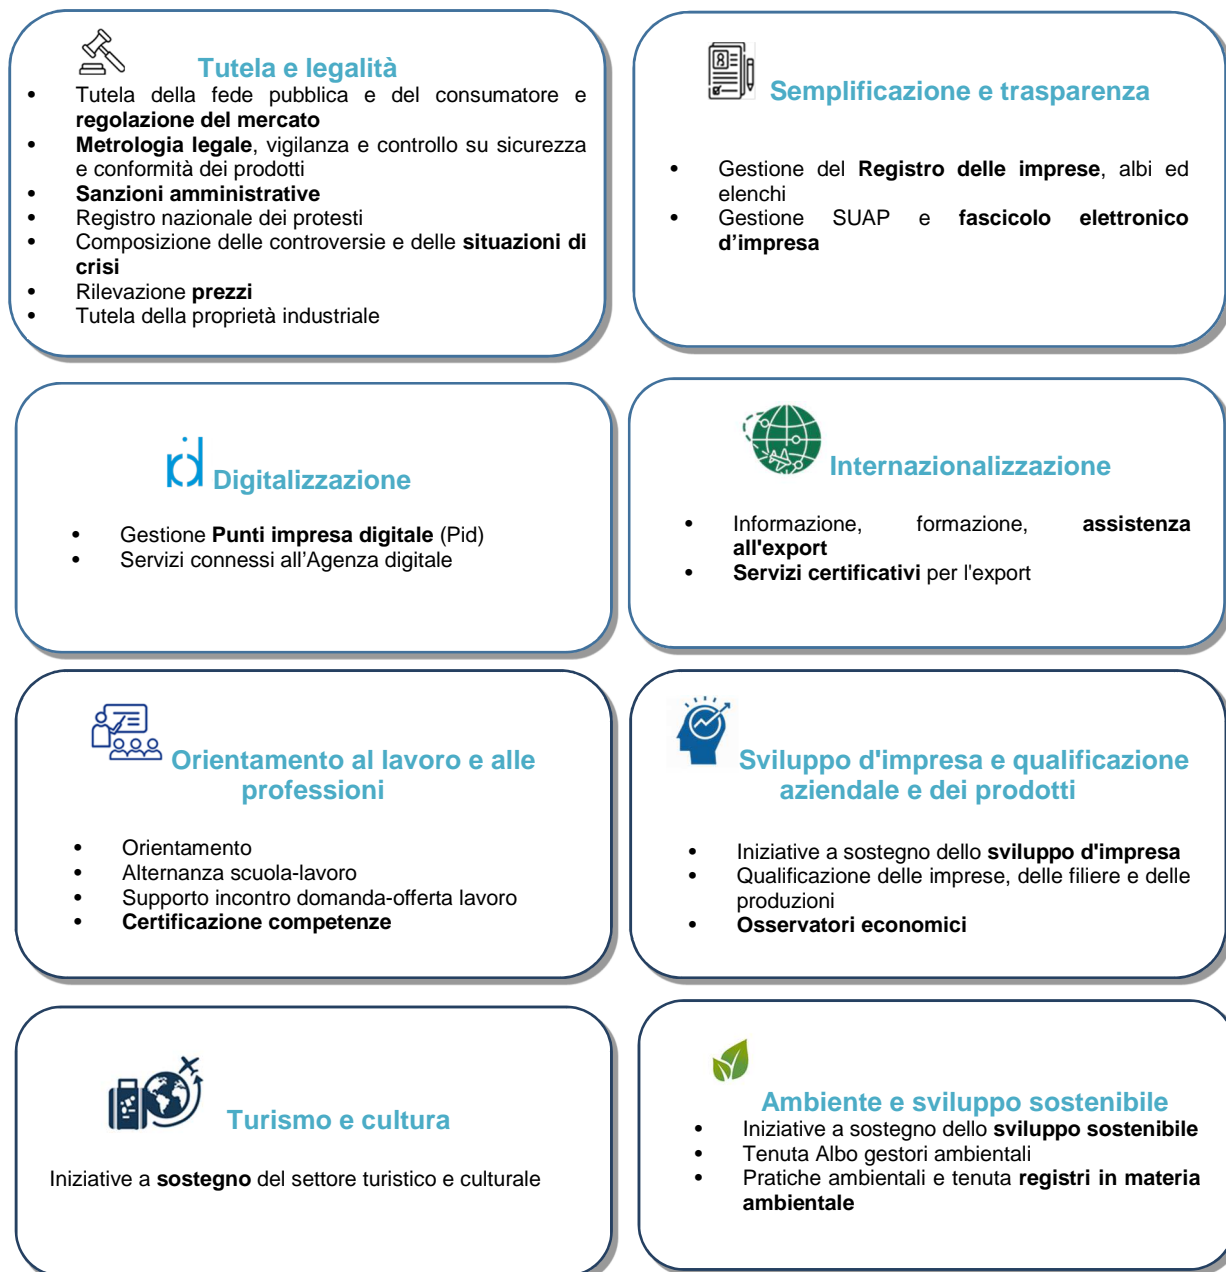 Tutela e legalità
• Tutela della fede pubblica e del consumatore e
regolazione del mercato
• Metrologia legale, vigilanza e controllo su sicurezza
e conformità dei prodotti
• Sanzioni amministrative
• Registro nazionale dei protesti
• Composizione delle controversie e delle situazioni di
crisi
• Rilevazione prezzi
• Tutela della proprietà industriale
Semplificazione e trasparenza
• Gestione del Registro delle imprese, albi ed
elenchi
• Gestione SUAP e fascicolo elettronico
d’impresa
Digitalizzazione
• Gestione Punti impresa digitale (Pid)
• Servizi connessi all’Agenza digitale
Internazionalizzazione
• Informazione, formazione, assistenza
all'export
• Servizi certificativi per l'export
Orientamento al lavoro e alle
professioni
• Orientamento
• Alternanza scuola-lavoro
• Supporto incontro domanda-offerta lavoro
• Certificazione competenze
Sviluppo d'impresa e qualificazione
aziendale e dei prodotti
• Iniziative a sostegno dello sviluppo d'impresa
• Qualificazione delle imprese, delle filiere e delle
produzioni
• Osservatori economici
Turismo e cultura
Iniziative a sostegno del settore turistico e culturale
Ambiente e sviluppo sostenibile
• Iniziative a sostegno dello sviluppo sostenibile
• Tenuta Albo gestori ambientali
• Pratiche ambientali e tenuta registri in materia
ambientale